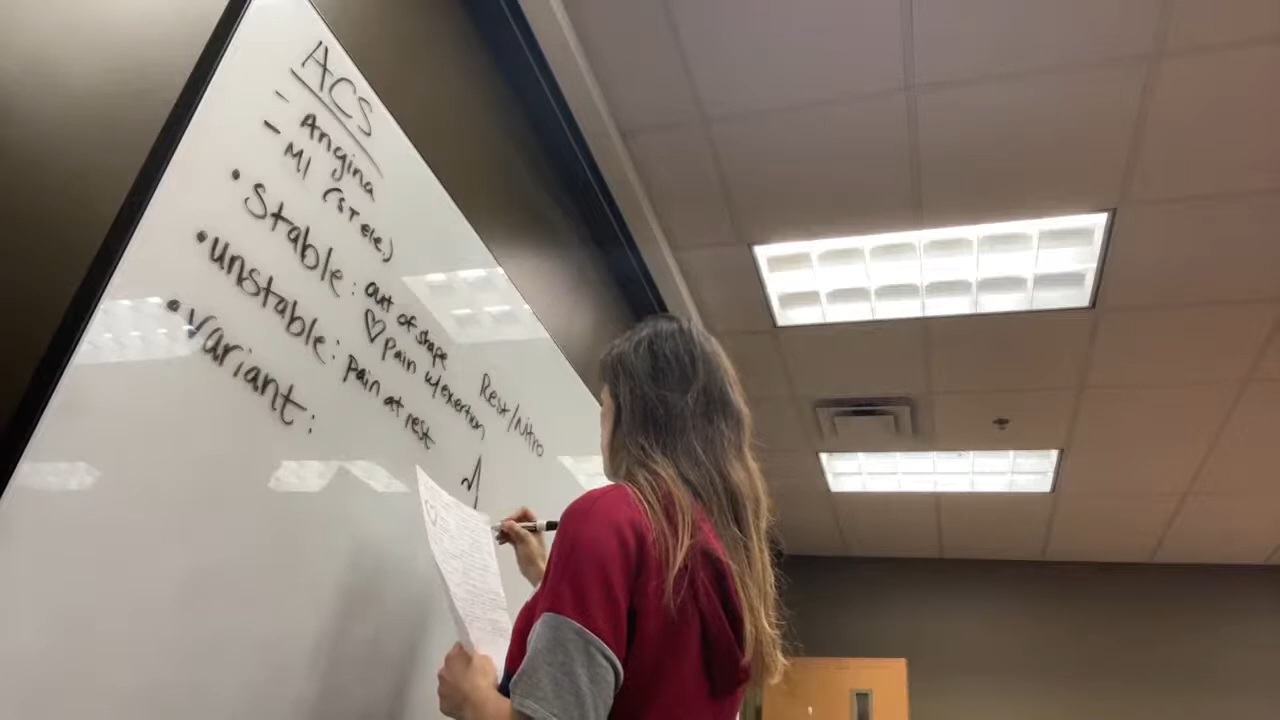 ACS
- Angina
- MI (ST ele.)
• Stable: out of shape
♡ pain w/exertion Rest/Nitro
• unstable: pain at rest
• variant: